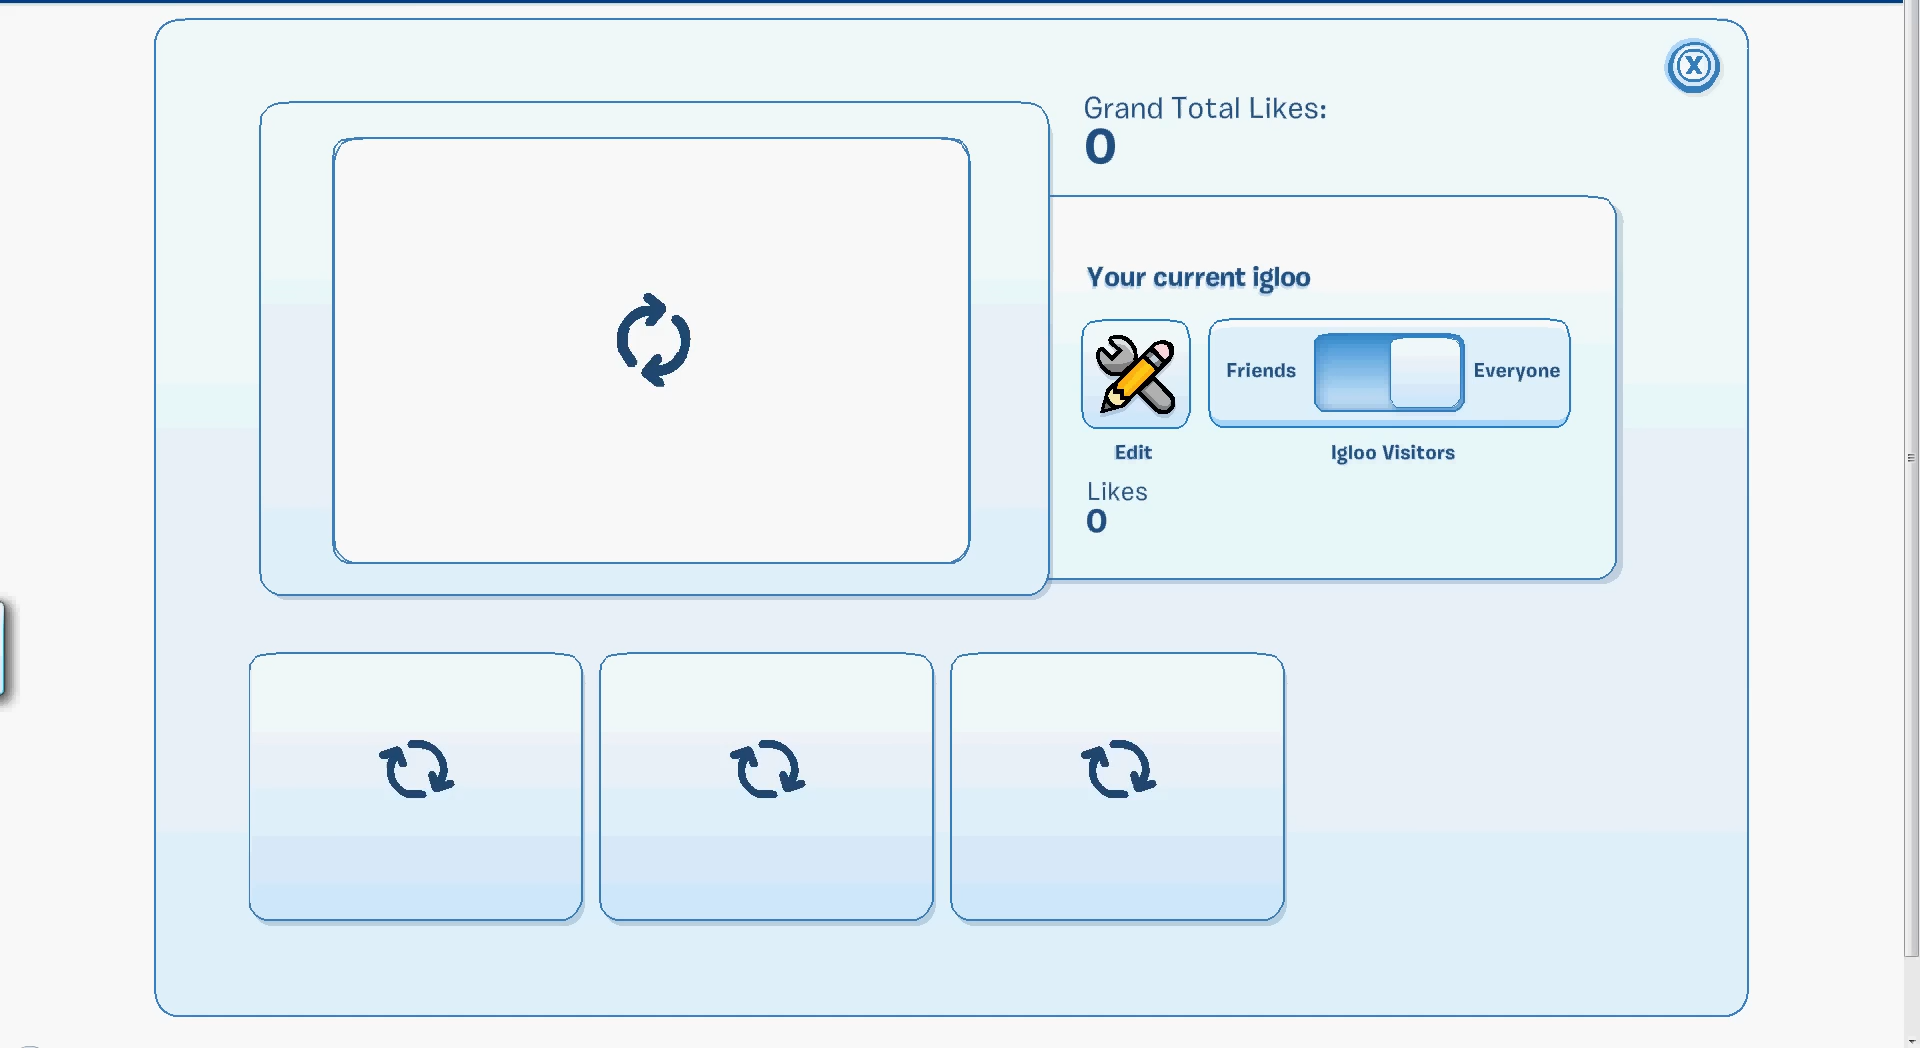 X
Grand Total Likes:
0
Your current igloo
Friends
Everyone
Edit
Igloo Visitors
Likes
0